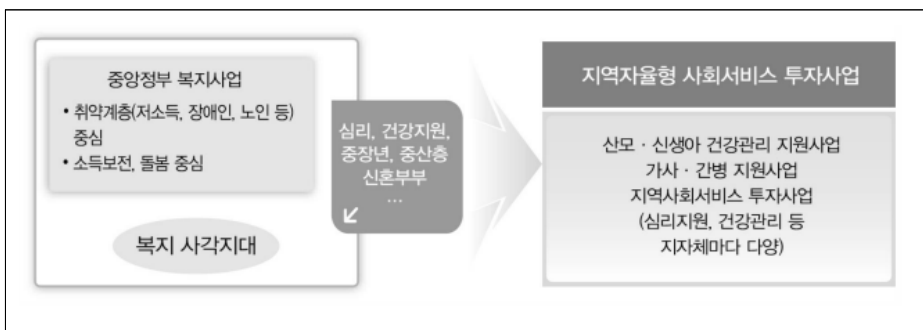 중앙정부 복지사업
• 취약계층(저소득, 장애인, 노인 등)
중심
• 소득보전, 돌봄 중심
복지 사각지대
심리, 건강지원,
중장년, 중산층
신혼부부
…
지역자율형 사회서비스 투자사업
산모 · 신생아 건강관리 지원사업
가사 · 간병 지원사업
지역사회서비스 투자사업
(심리지원, 건강관리 등
지자체마다 다양)